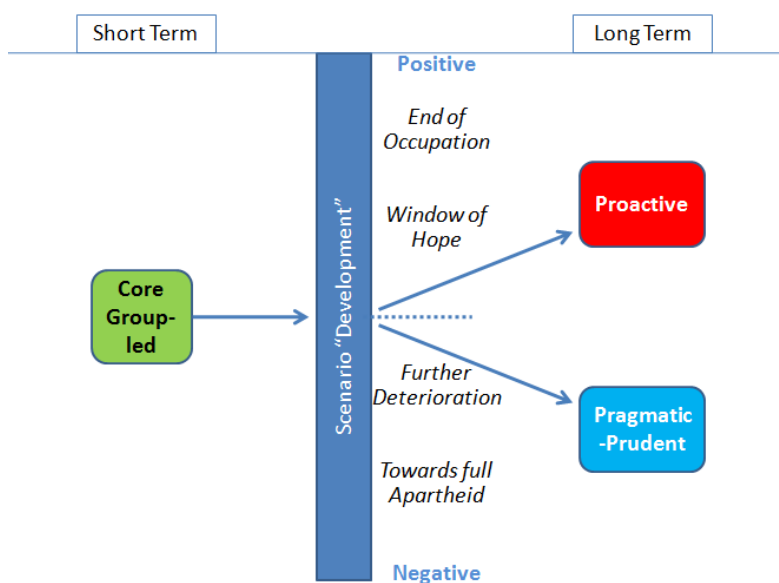 Short Term
Long Term
Positive
End of
Occupation
Window of
Hope
Proactive
Scenario "Development"
Core
Group-
led
Further
Deterioration
Pragmatic
-Prudent
Towards full
Apartheid
Negative